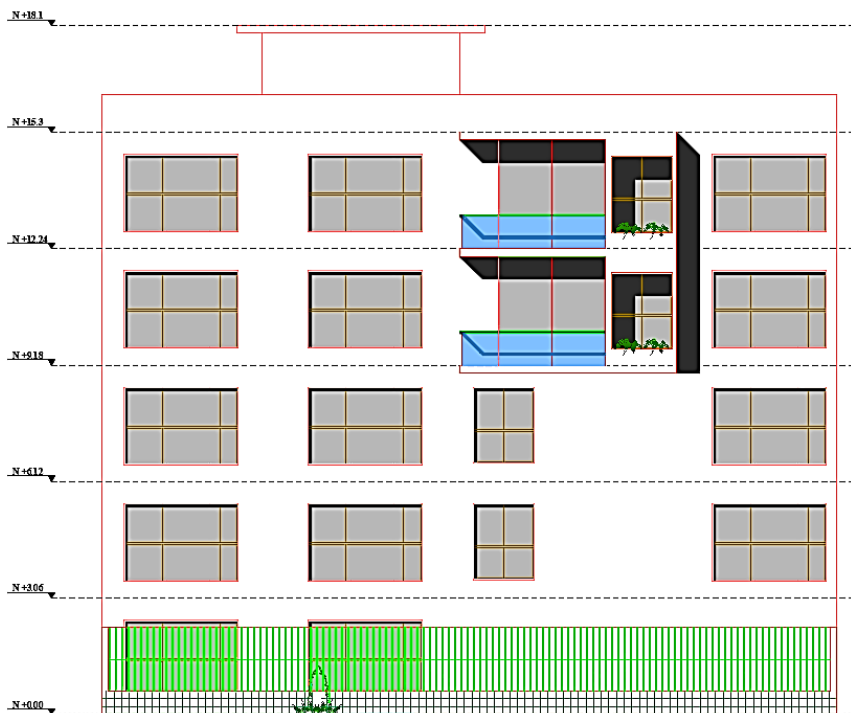 N +18.1
N +15.3
N +12.24
N +9.18
N +6.12
N +3.06
N +0.00